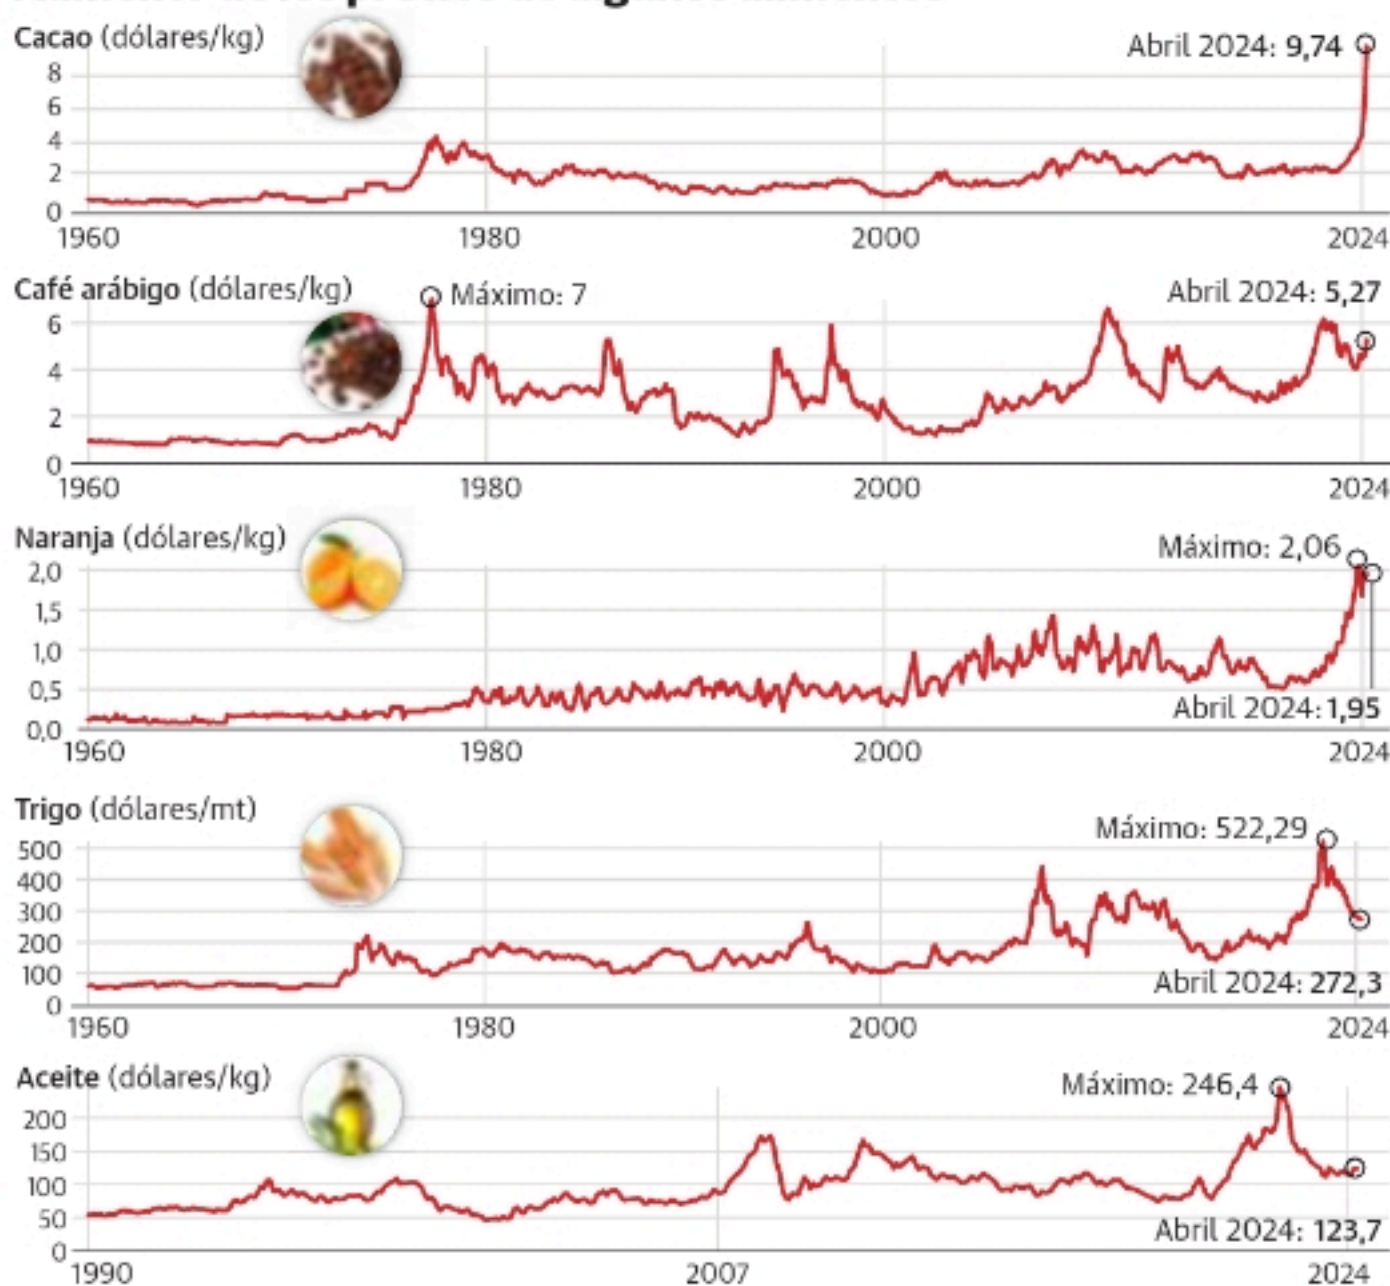 Cacao (dólares/kg)
Abril 2024: 9,74
8
6
4
2
0
1960 1980 2000 2024
Café arábigo (dólares/kg)
Máximo: 7
Abril 2024: 5,27
6
4
2
0
1960 1980 2000 2024
Naranja (dólares/kg)
Máximo: 2,06
2,0
1,5
1,0
0,5
0,0
Abril 2024: 1,95
1960 1980 2000 2024
Trigo (dólares/mt)
Máximo: 522,29
500
400
300
200
100
0
Abril 2024: 272,3
1960 1980 2000 2024
Aceite (dólares/kg)
Máximo: 246,4
200
150
100
50
0
Abril 2024: 123,7
1990 2007 2024